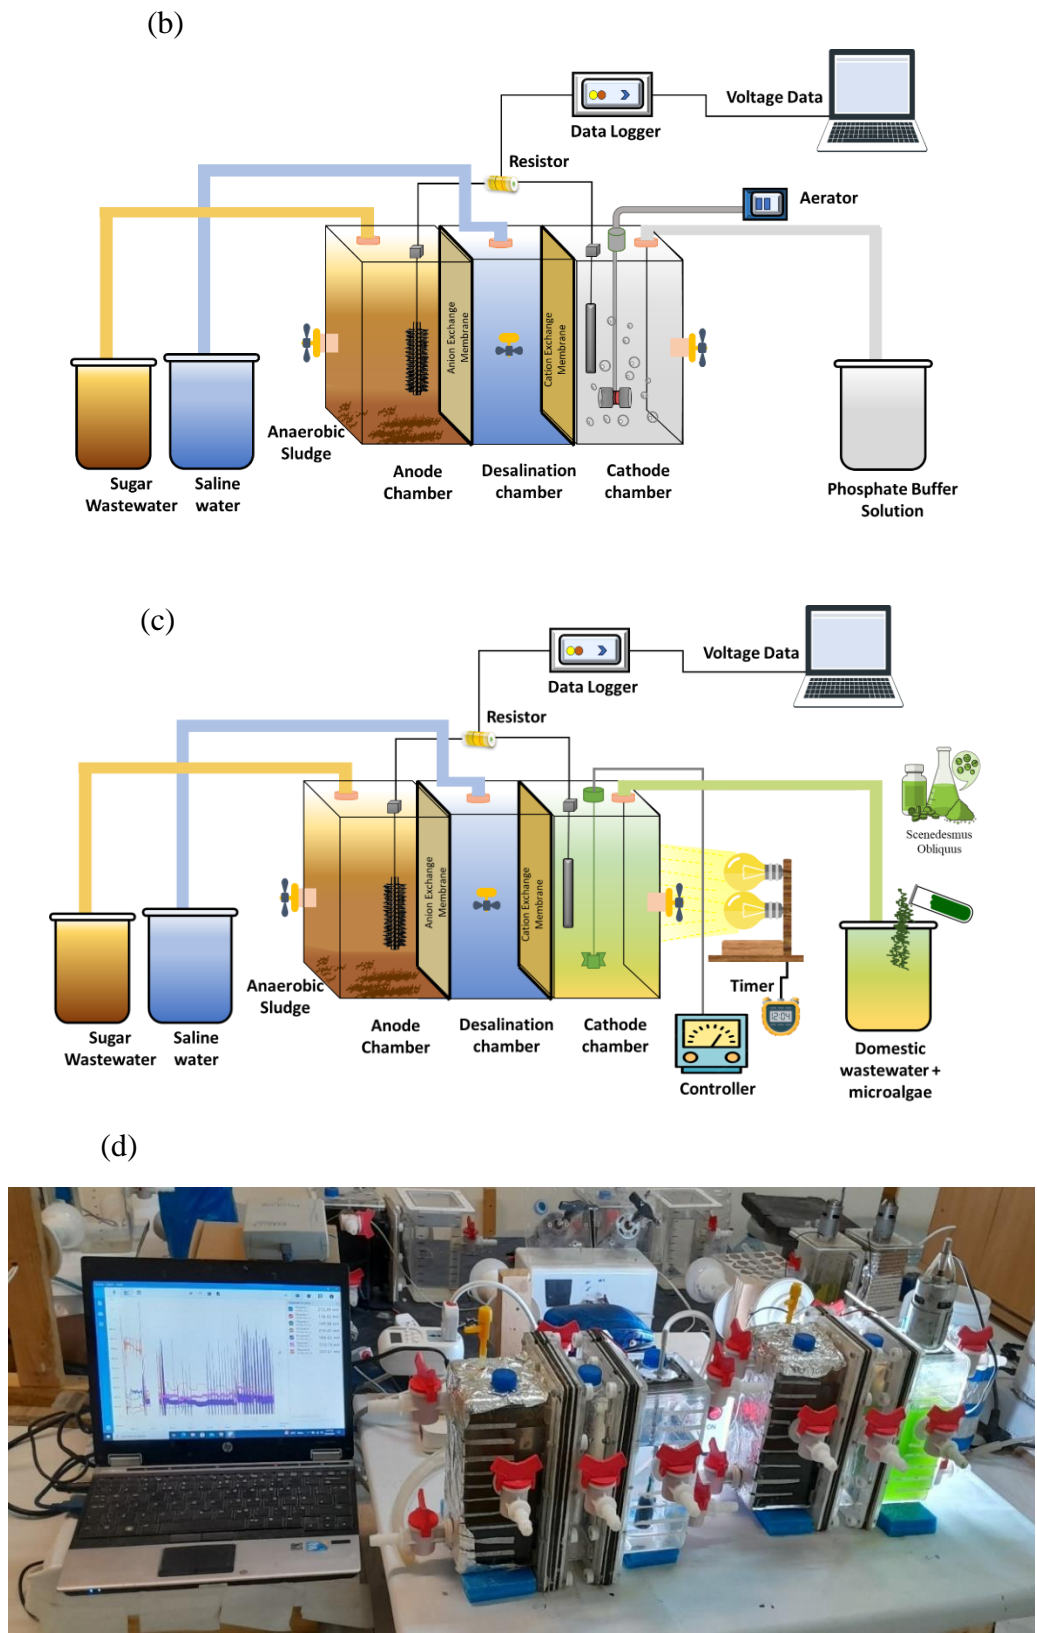 (b)
Voltage Data
Data Logger
Resistor
Aerator
Anion Exchange
Membrane
Cation Exchange
Membrane
Anaerobic
Sludge
Anode
Chamber
Desalination
chamber
Cathode
chamber
Sugar
Wastewater
Saline
water
Phosphate Buffer
Solution
(c)
Voltage Data
Data Logger
Resistor
Scenedesmus
Obliquus
Anion Exchange
Membrane
Cation Exchange
Membrane
Anaerobic
Sludge
Timer
12:04
Anode
Chamber
Desalination
chamber
Cathode
chamber
Sugar
Wastewater
Saline
water
Controller
Domestic
wastewater +
microalgae
(d)
hp